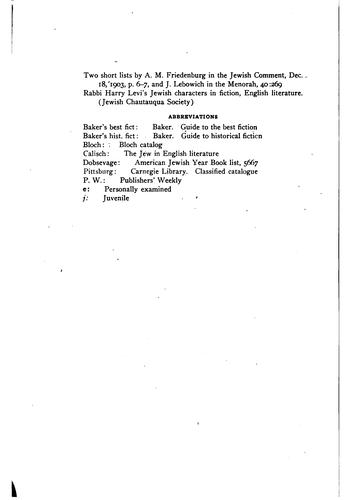 Two short lists by A. M. Friedenburg in the Jewish Comment, Dec.
18, 1903, p. 6-7, and J. Lebowich in the Menorah, 40:269
Rabbi Harry Levi's Jewish characters in fiction, English literature.
(Jewish Chautauqua Society)
ABBREVIATIONS
Baker's best fict: Baker. Guide to the best fiction
Baker's hist. fict: Baker. Guide to historical fiction
Bloch: Bloch catalog
Calisch: The Jew in English literature
Dobsevage: American Jewish Year Book list, 5667
Pittsburg: Carnegie Library. Classified catalogue
P. W.: Publishers' Weekly
e: Personally examined
j: Juvenile